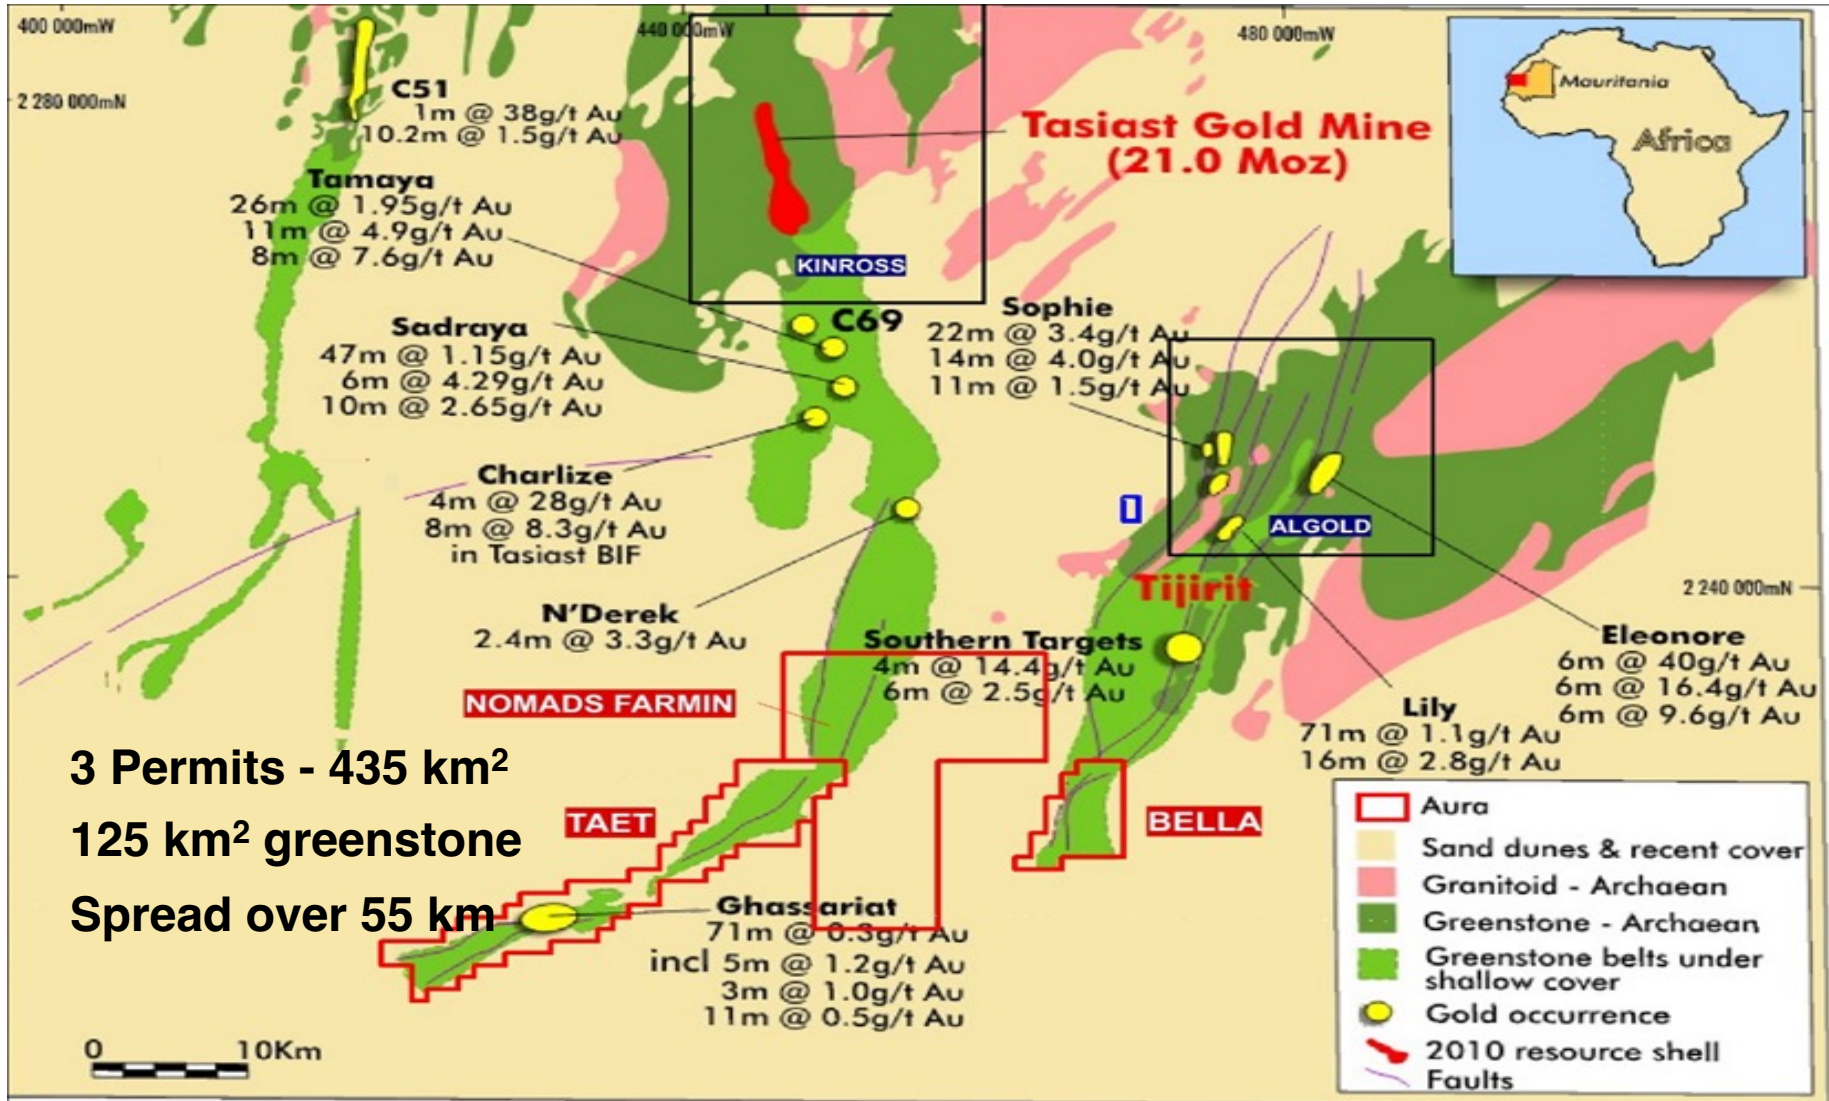 400 000mW
440 000mW
480 000mW
2 280 000mN
C51
1m @ 38g/t Au
10.2m @ 1.5g/t Au
Tamaya
26m @ 1.95g/t Au
11m @ 4.9g/t Au
8m @ 7.6g/t Au
Tasiast Gold Mine
(21.0 Moz)
Mauritania
Africa
KINROSS
C69
Sadraya
47m @ 1.15g/t Au
6m @ 4.29g/t Au
10m @ 2.65g/t Au
Sophie
22m @ 3.4g/t Au
14m @ 4.0g/t Au
11m @ 1.5g/t Au
Charlize
4m @ 28g/t Au
8m @ 8.3g/t Au
in Tasiast BIF
ALGOLD
Tijirit
2 240 000mN
N'Derek
2.4m @ 3.3g/t Au
Southern Targets
4m @ 14.4g/t Au
6m @ 2.5g/t Au
Eleonore
6m @ 40g/t Au
6m @ 16.4g/t Au
6m @ 9.6g/t Au
Lily
71m @ 1.1g/t Au
16m @ 2.8g/t Au
NOMADS FARMIN
3 Permits - 435 km²
125 km² greenstone
Spread over 55 km
TAET
BELLA
Ghassariat
71m @ 0.3g/t Au
incl 5m @ 1.2g/t Au
3m @ 1.0g/t Au
11m @ 0.5g/t Au
Aura
Sand dunes & recent cover
Granitoid - Archaean
Greenstone - Archaean
Greenstone belts under
shallow cover
Gold occurrence
2010 resource shell
Faults
0 10Km